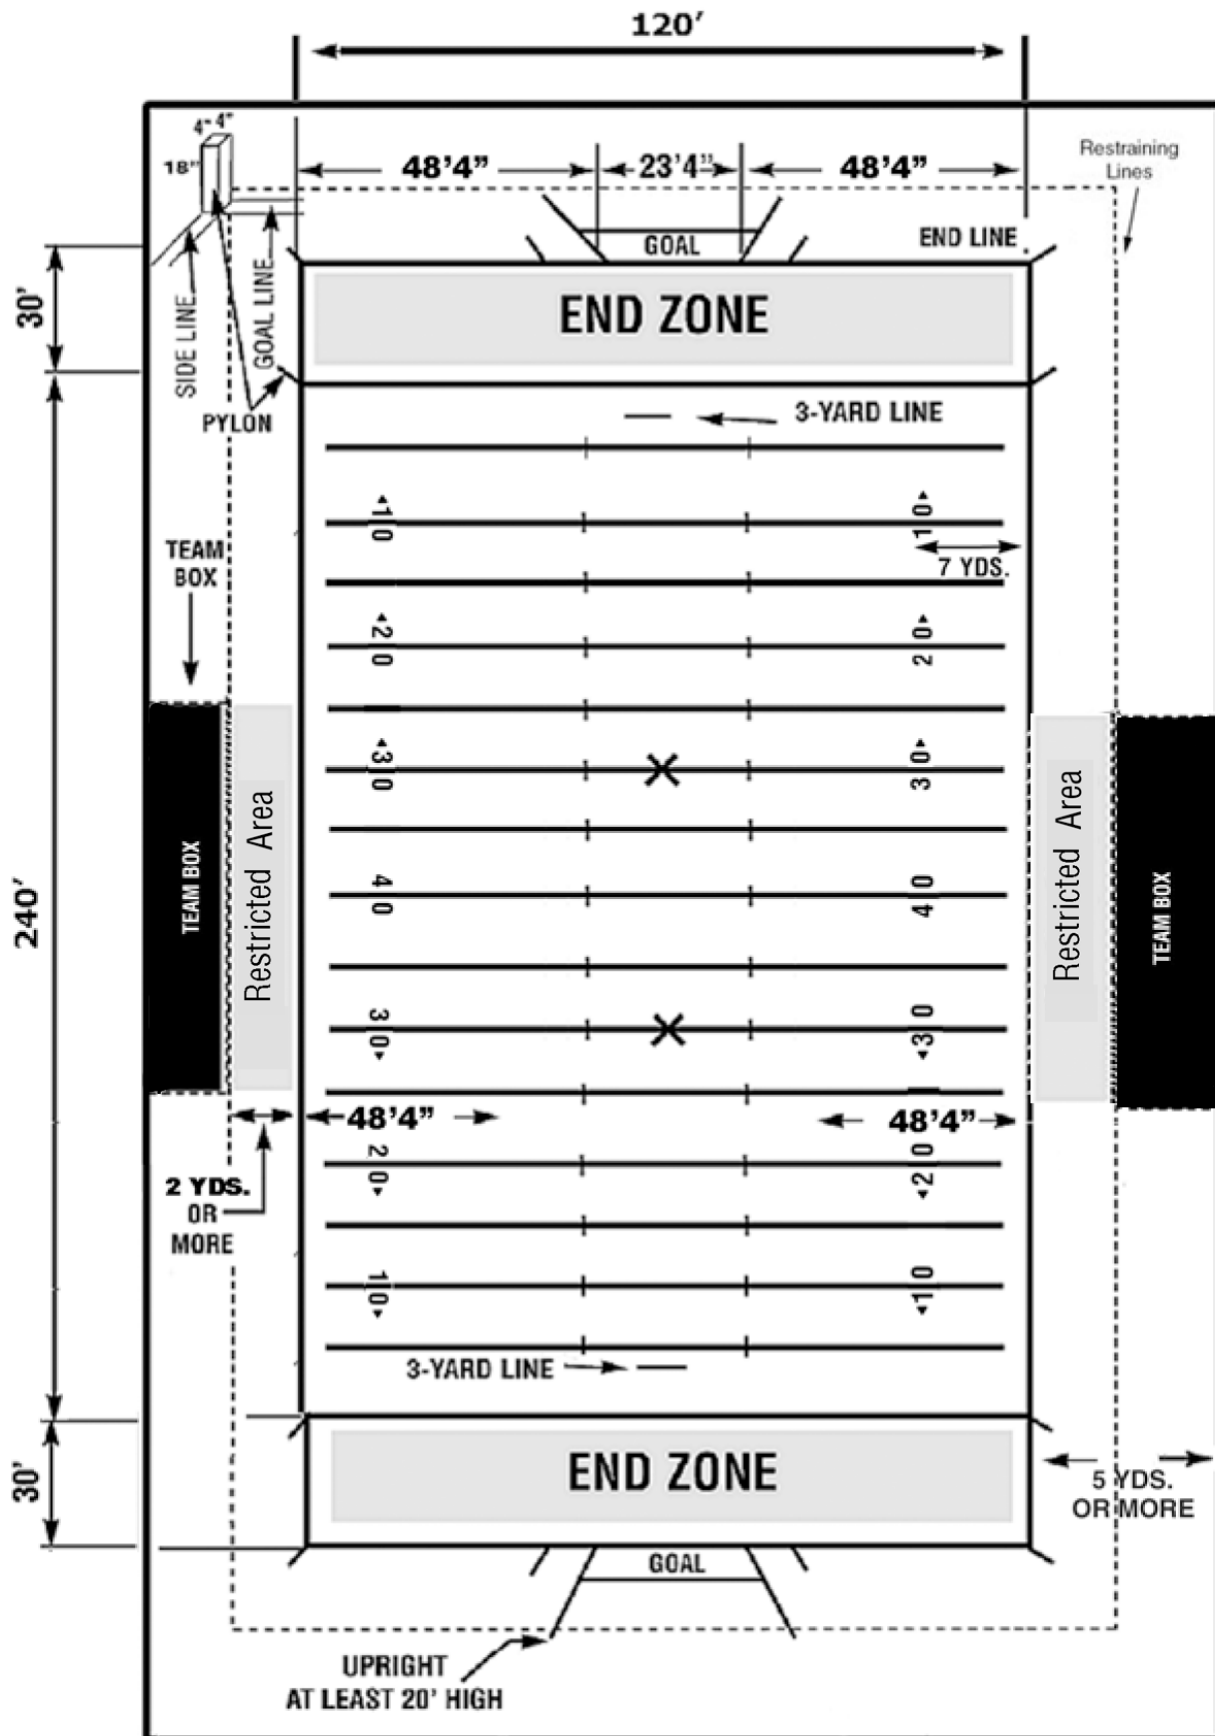 120'
4" 4"
18"
48'4"
23'4"
48'4"
Restraining
Lines
GOAL
END LINE
30'
SIDE LINE
GOAL LINE
END ZONE
PYLON
3-YARD LINE
◂10
10▸
7 YDS.
TEAM
BOX
◂20
20▸
◂30
30▸
TEAM BOX
Restricted Area
40
40
Restricted Area
TEAM BOX
240'
30▸
◂30
48'4"
48'4"
20▸
◂20
2 YDS.
OR
MORE
10▸
◂10
3-YARD LINE
30'
END ZONE
5 YDS.
OR MORE
GOAL
UPRIGHT
AT LEAST 20' HIGH